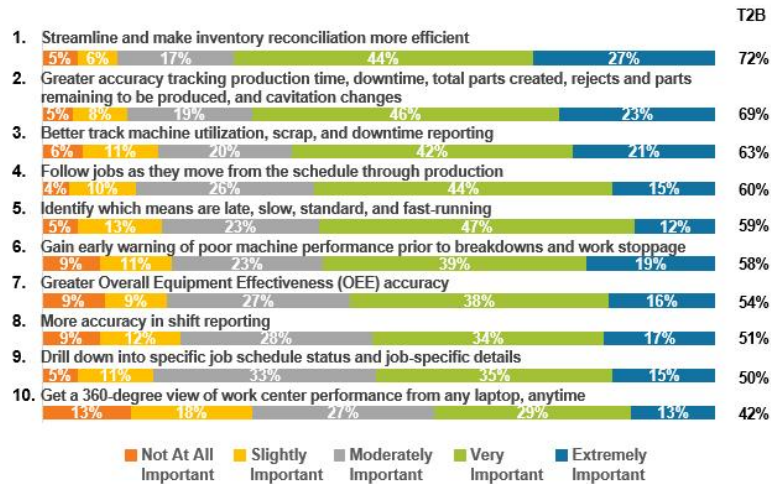 T2B
1. Streamline and make inventory reconciliation more efficient
5% 6% 17% 44% 27% 72%
2. Greater accuracy tracking production time, downtime, total parts created, rejects and parts
remaining to be produced, and cavitation changes
5% 8% 19% 46% 23% 69%
3. Better track machine utilization, scrap, and downtime reporting
6% 11% 20% 42% 21% 63%
4. Follow jobs as they move from the schedule through production
4% 10% 26% 44% 15% 60%
5. Identify which means are late, slow, standard, and fast-running
5% 13% 23% 47% 12% 59%
6. Gain early warning of poor machine performance prior to breakdowns and work stoppage
9% 11% 23% 39% 19% 58%
7. Greater Overall Equipment Effectiveness (OEE) accuracy
9% 9% 27% 38% 16% 54%
8. More accuracy in shift reporting
9% 12% 28% 34% 17% 51%
9. Drill down into specific job schedule status and job-specific details
5% 11% 33% 35% 15% 50%
10. Get a 360-degree view of work center performance from any laptop, anytime
13% 18% 27% 29% 13% 42%
Not At All Slightly Moderately Very Extremely
Important Important Important Important Important